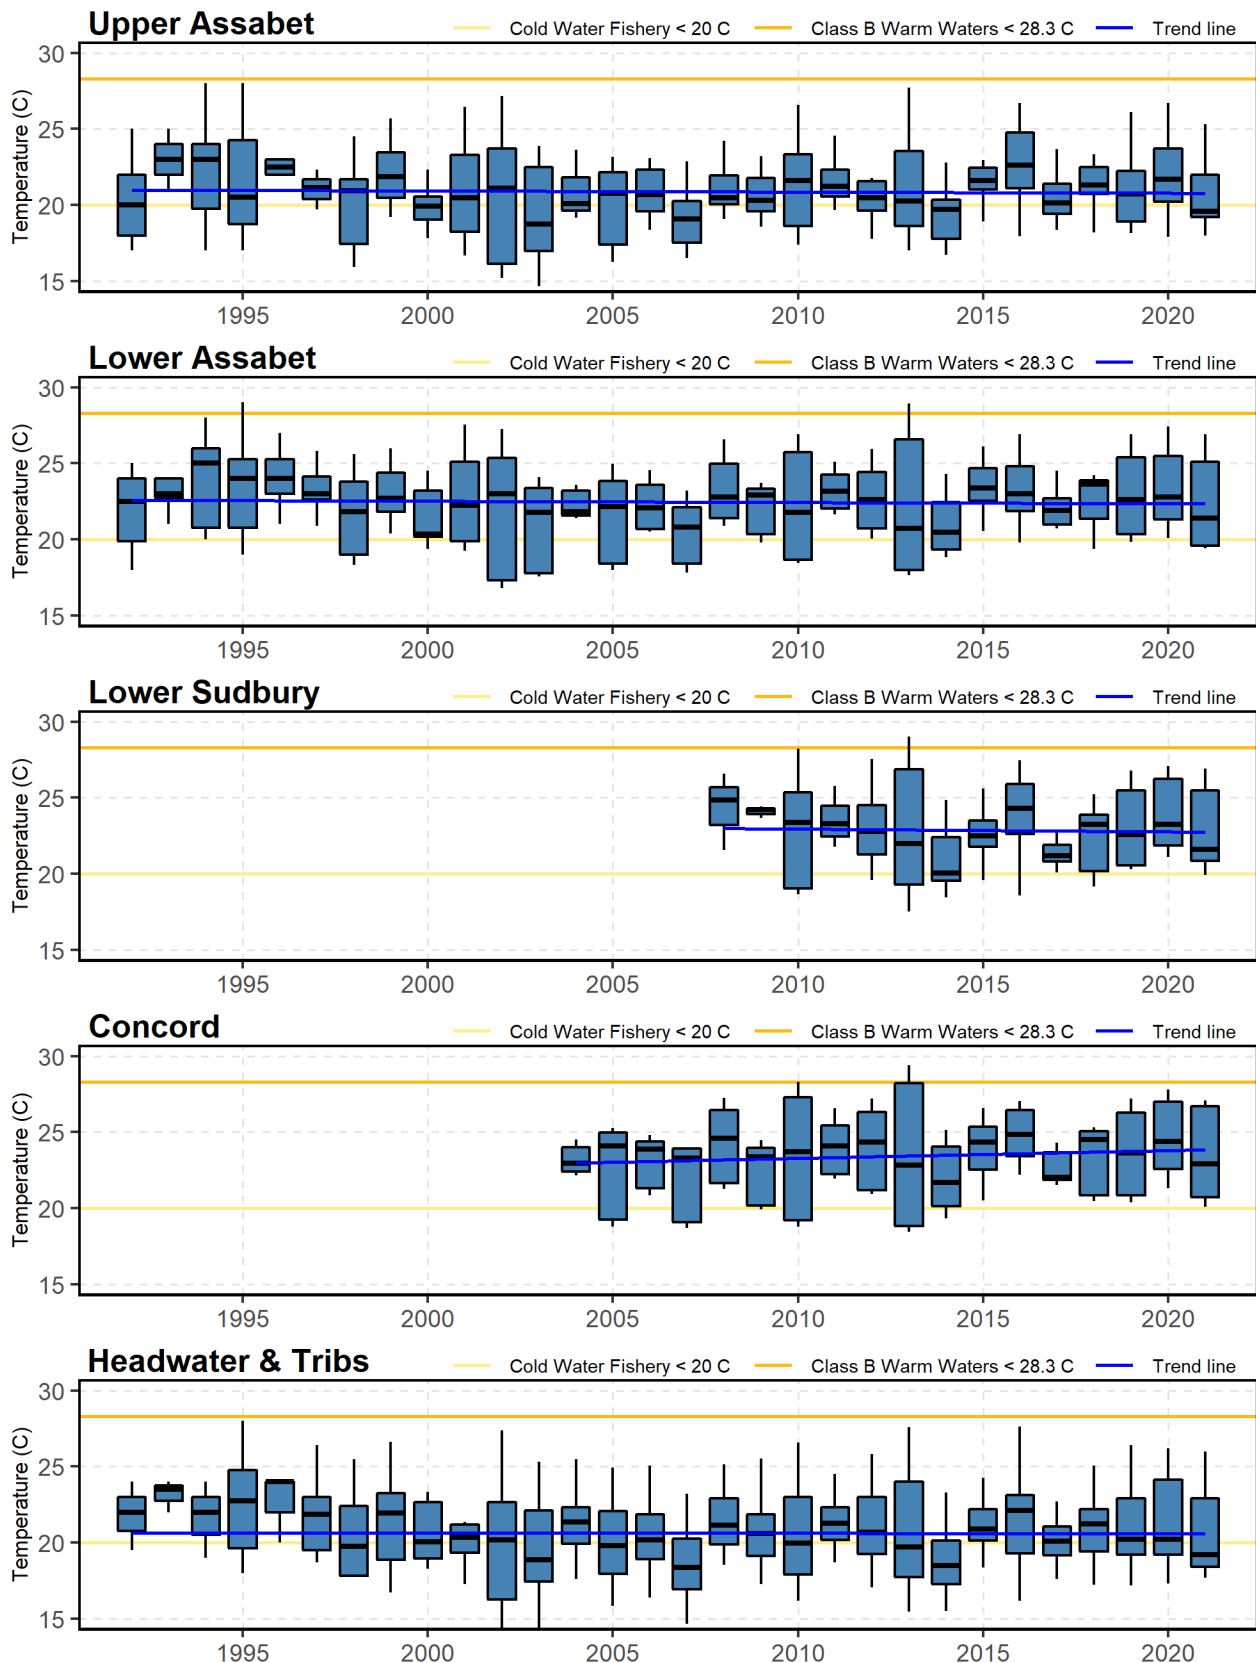 Upper Assabet
Cold Water Fishery < 20 C Class B Warm Waters < 28.3 C Trend line
Temperature (C)
30
25
20
15
1995 2000 2005 2010 2015 2020
Lower Assabet
Cold Water Fishery < 20 C Class B Warm Waters < 28.3 C Trend line
Temperature (C)
30
25
20
15
1995 2000 2005 2010 2015 2020
Lower Sudbury
Cold Water Fishery < 20 C Class B Warm Waters < 28.3 C Trend line
Temperature (C)
30
25
20
15
1995 2000 2005 2010 2015 2020
Concord
Cold Water Fishery < 20 C Class B Warm Waters < 28.3 C Trend line
Temperature (C)
30
25
20
15
1995 2000 2005 2010 2015 2020
Headwater & Tribs
Cold Water Fishery < 20 C Class B Warm Waters < 28.3 C Trend line
Temperature (C)
30
25
20
15
1995 2000 2005 2010 2015 2020